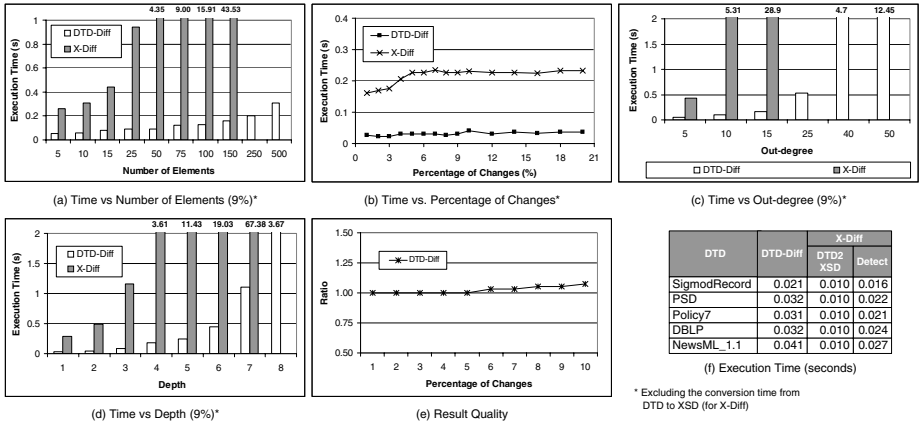 4.35 9.00 15.91 43.53
1
0.8
0.6
0.4
0.2
0
Execution Time (s)
DTD-Diff
X-Diff
5 10 15 25 50 75 100 150 250 500
Number of Elements
(a) Time vs Number of Elements (9%)*
0.4
0.3
0.2
0.1
0
Execution Time (s)
DTD-Diff
X-Diff
0 3 6 9 12 15 18 21
Percentage of Changes (%)
(b) Time vs. Percentage of Changes*
5.31 28.9 4.7 12.45
2
1.5
1
0.5
0
Execution Time (s)
5 10 15 25 40 50
Out-degree
DTD-Diff X-Diff
(c) Time vs Out-degree (9%)*
3.61 11.43 19.03 67.38 3.67
2
1.5
1
0.5
0
Execution Time (s)
DTD-Diff
X-Diff
1 2 3 4 5 6 7 8
Depth
(d) Time vs Depth (9%)*
1.50
1.25
1.00
0.75
0.50
Ratio
DTD-Diff
1 2 3 4 5 6 7 8 9 10
Percentage of Changes
(e) Result Quality
DTD DTD-Diff X-Diff
DTD2 XSD Detect
SigmodRecord 0.021 0.010 0.016
PSD 0.032 0.010 0.022
Policy7 0.031 0.010 0.021
DBLP 0.032 0.010 0.024
NewsML_1.1 0.041 0.010 0.027
(f) Execution Time (seconds)
* Excluding the conversion time from
DTD to XSD (for X-Diff)